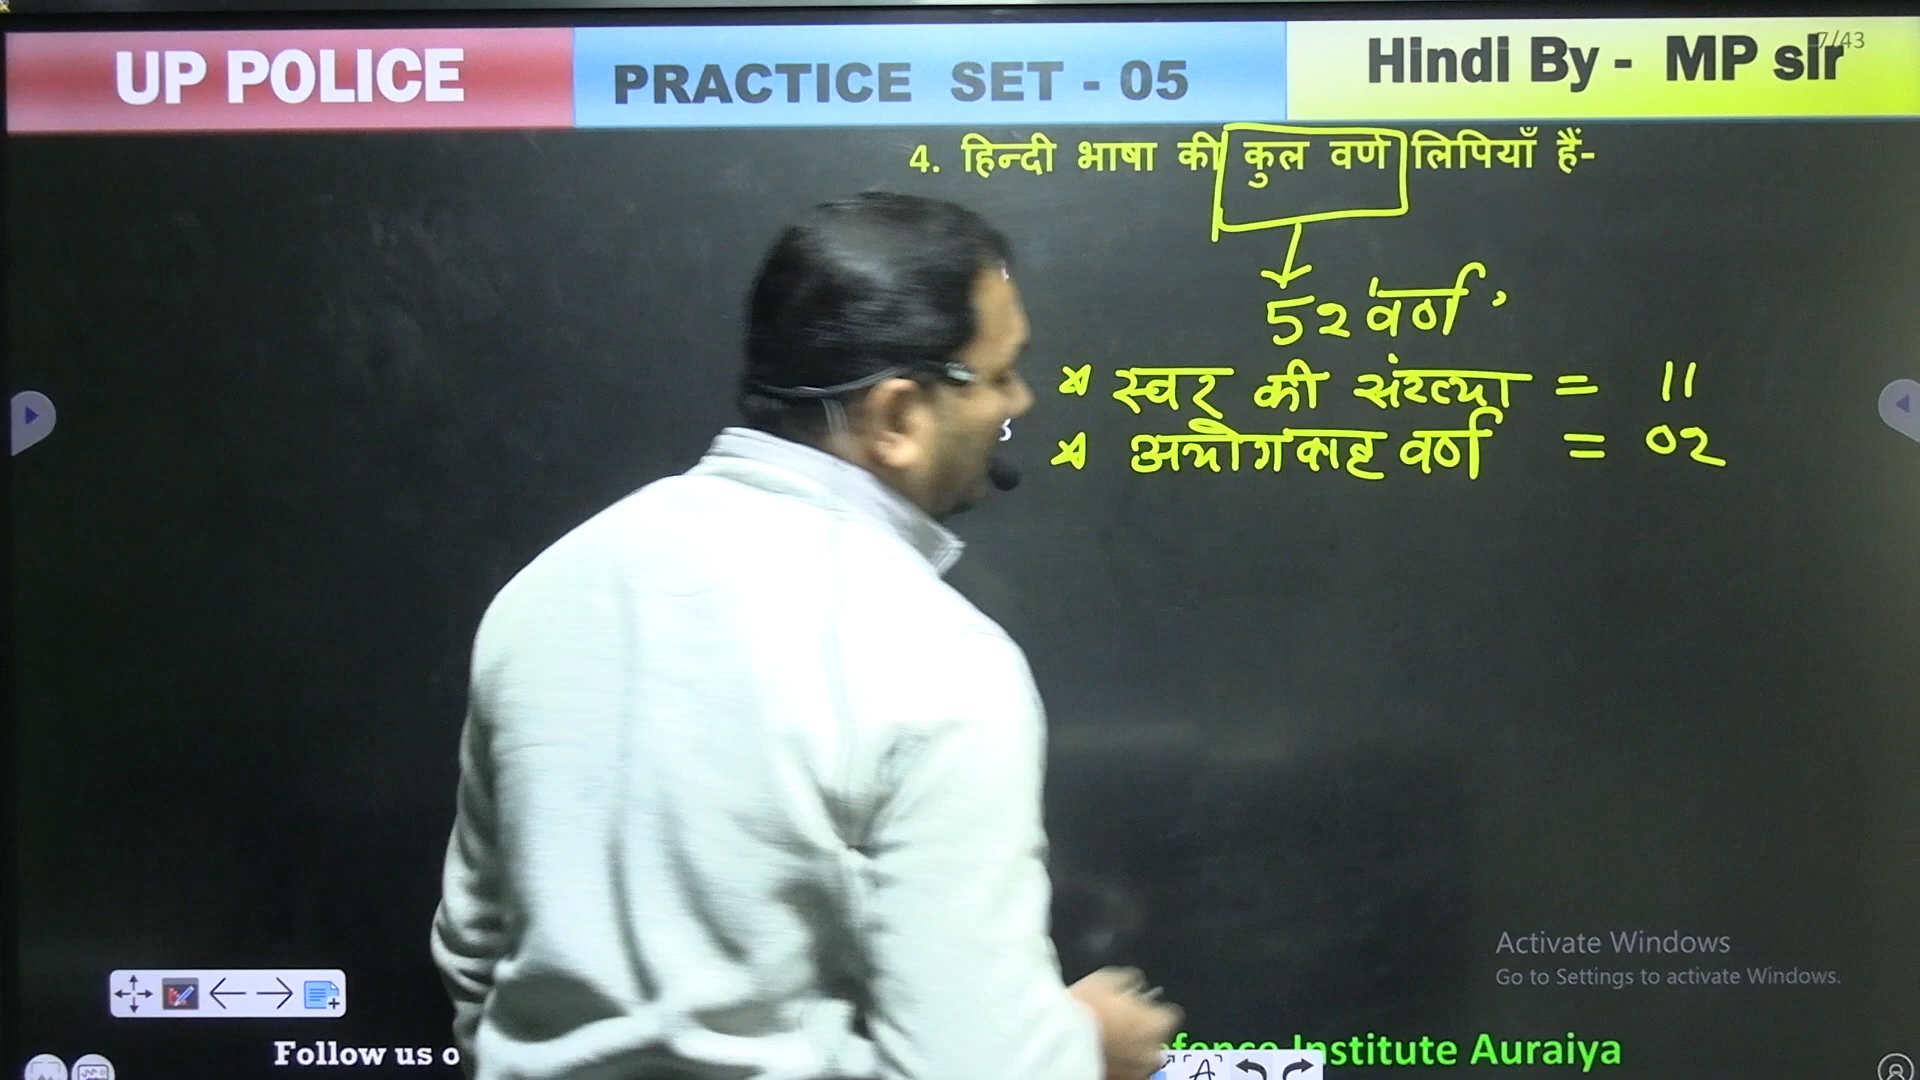 UP POLICE
PRACTICE SET - 05
Hindi By - MP sir
7/43
4. हिन्दी भाषा की कुल वर्ण लिपियाँ हैं-
52 'वर्ण'
* स्वर की संख्या = 11
* अयोगवाह वर्ण = 02
Activate Windows
Go to Settings to activate Windows.
Follow us
Institute Auraiya